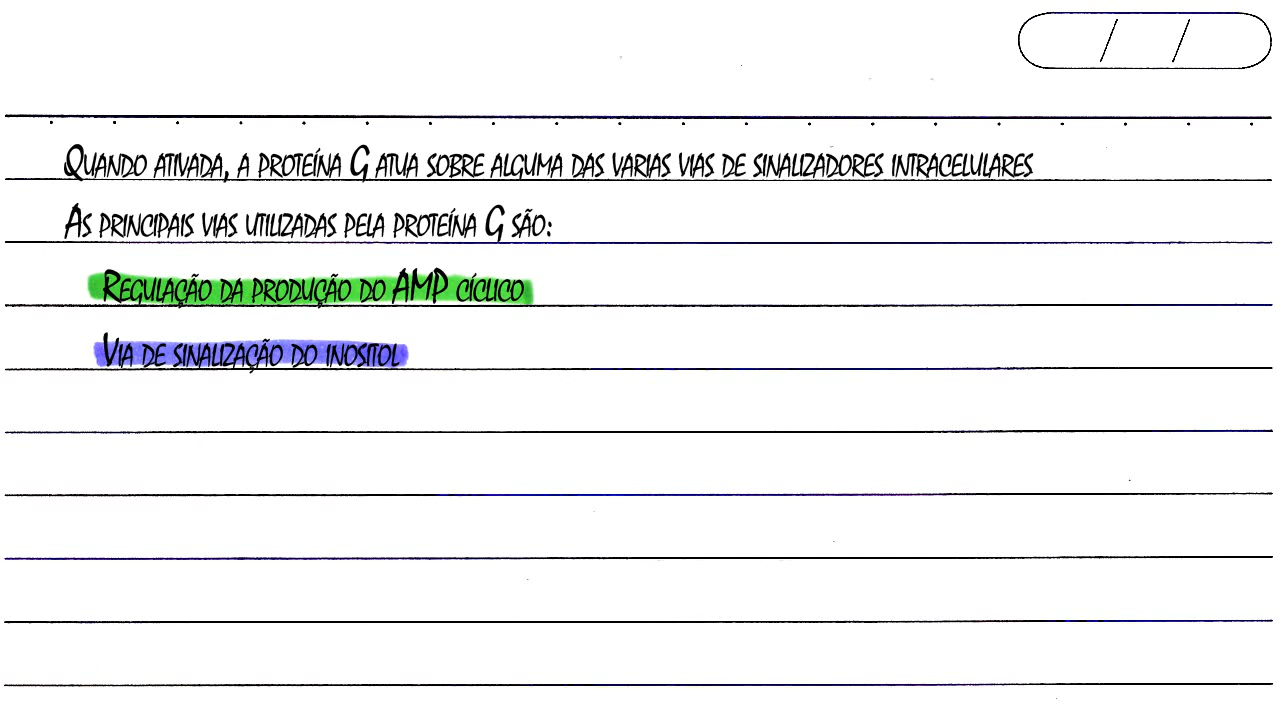 Quando ativada, a proteína G atua sobre alguma das varias vias de sinalizadores intracelulares
As principais vias utilizadas pela proteína G são:
Regulação da produção do AMP cíclico
Via de sinalização do inositol